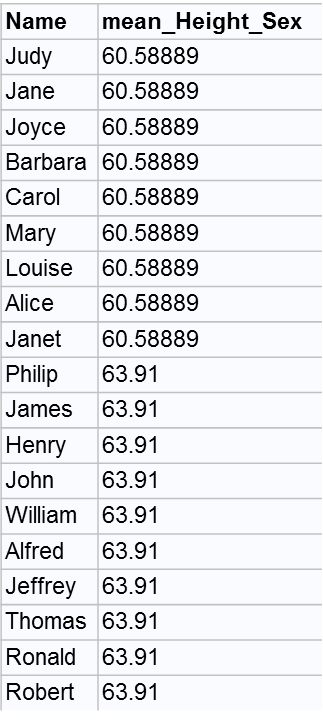 Name mean_Height_Sex
Judy 60.58889
Jane 60.58889
Joyce 60.58889
Barbara 60.58889
Carol 60.58889
Mary 60.58889
Louise 60.58889
Alice 60.58889
Janet 60.58889
Philip 63.91
James 63.91
Henry 63.91
John 63.91
William 63.91
Alfred 63.91
Jeffrey 63.91
Thomas 63.91
Ronald 63.91
Robert 63.91